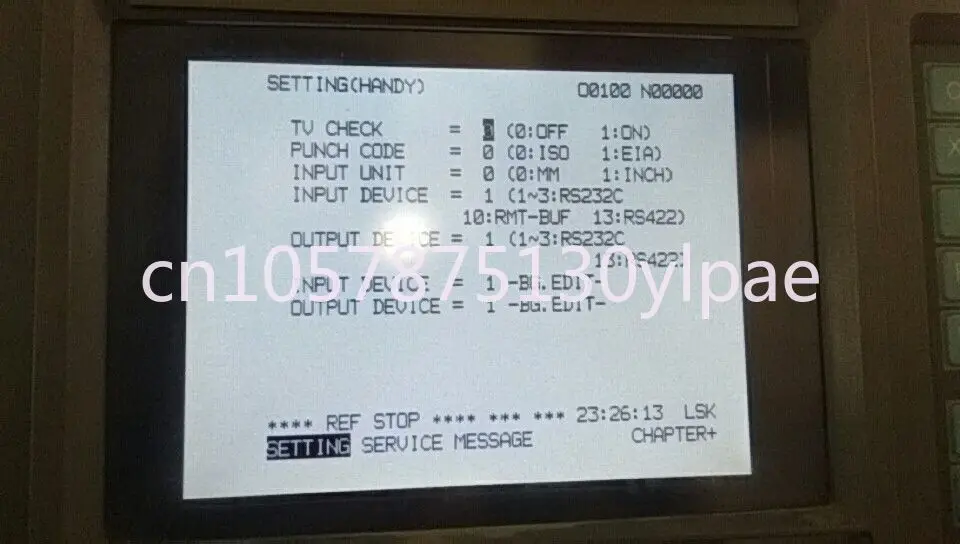 SETTING(HANDY) O0100 N00000
TV CHECK = 0 (0:OFF 1:ON)
PUNCH CODE = 0 (0:ISO 1:EIA)
INPUT UNIT = 0 (0:MM 1:INCH)
INPUT DEVICE = 1 (1~3:RS232C
10:RMT-BUF 13:RS422)
OUTPUT DEVICE = 1 (1~3:RS232C
13:RS422)
cn1057875130ylpae
INPUT DEVICE = 1 -BG.EDIT-
OUTPUT DEVICE = 1 -BG.EDIT-
**** REF STOP **** *** *** 23:26:13 LSK
SETTING SERVICE MESSAGE CHAPTER+